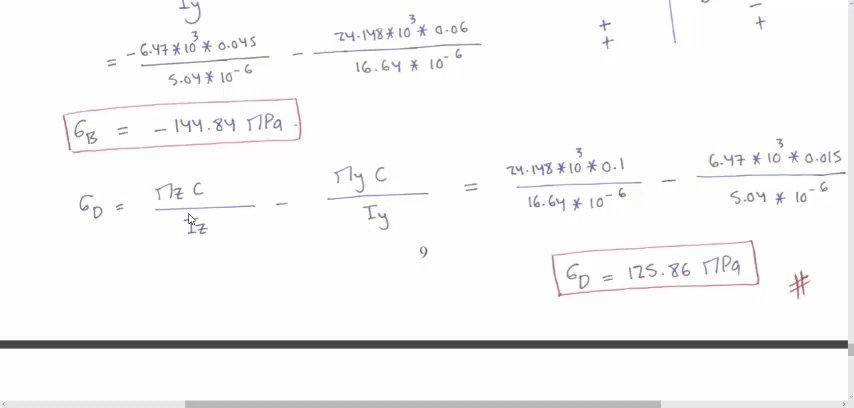 Iy
= -6.47*10^3*0.045 / 5.04*10^-6 - 24.148*10^3*0.06 / 16.64*10^-6
+ + - +
σB = -144.84 MPa.
σD = Mz C / Iz - My C / Iy = 24.148*10^3*0.1 / 16.64*10^-6 - 6.47*10^3*0.015 / 5.04*10^-6
9
σD = 125.86 MPa #